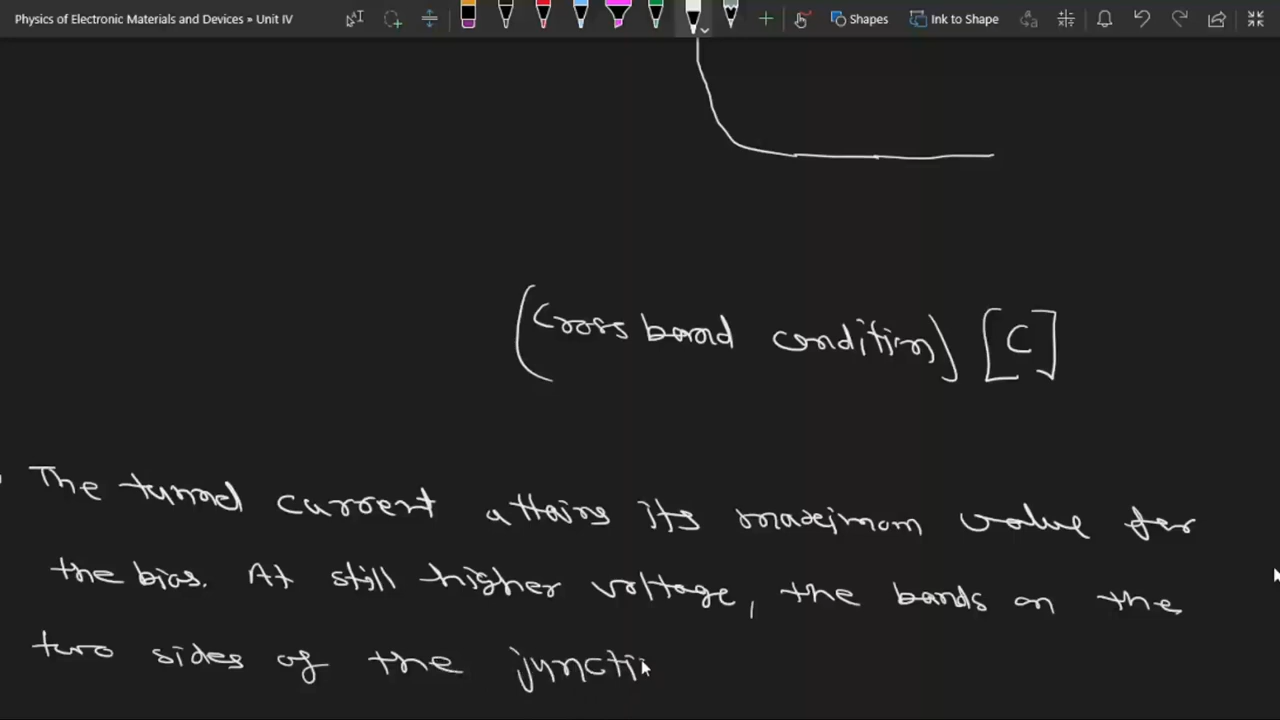 Physics of Electronic Materials and Devices » Unit IV
Shapes
Ink to Shape
(Cross band condition) [C]
The tunnel current attains its maximum value for
the bias. At still higher voltage, the bands on the
two sides of the juncti